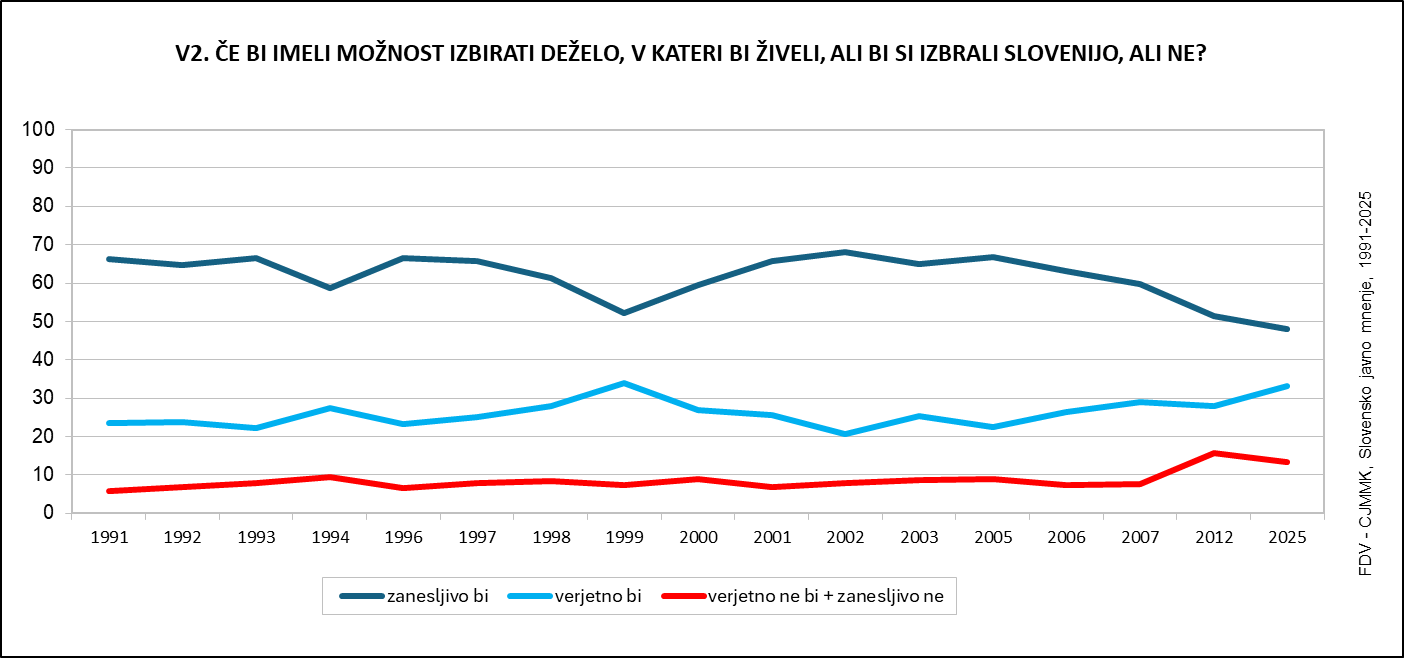 V2. ČE BI IMELI MOŽNOST IZBIRATI DEŽELO, V KATERI BI ŽIVELI, ALI BI SI IZBRALI SLOVENIJO, ALI NE?
100
90
80
70
60
50
40
30
20
10
0
1991 1992 1993 1994 1996 1997 1998 1999 2000 2001 2002 2003 2005 2006 2007 2012 2025
zanesljivo bi verjetno bi verjetno ne bi + zanesljivo ne
FDV - CJMMK, Slovensko javno mnenje, 1991-2025